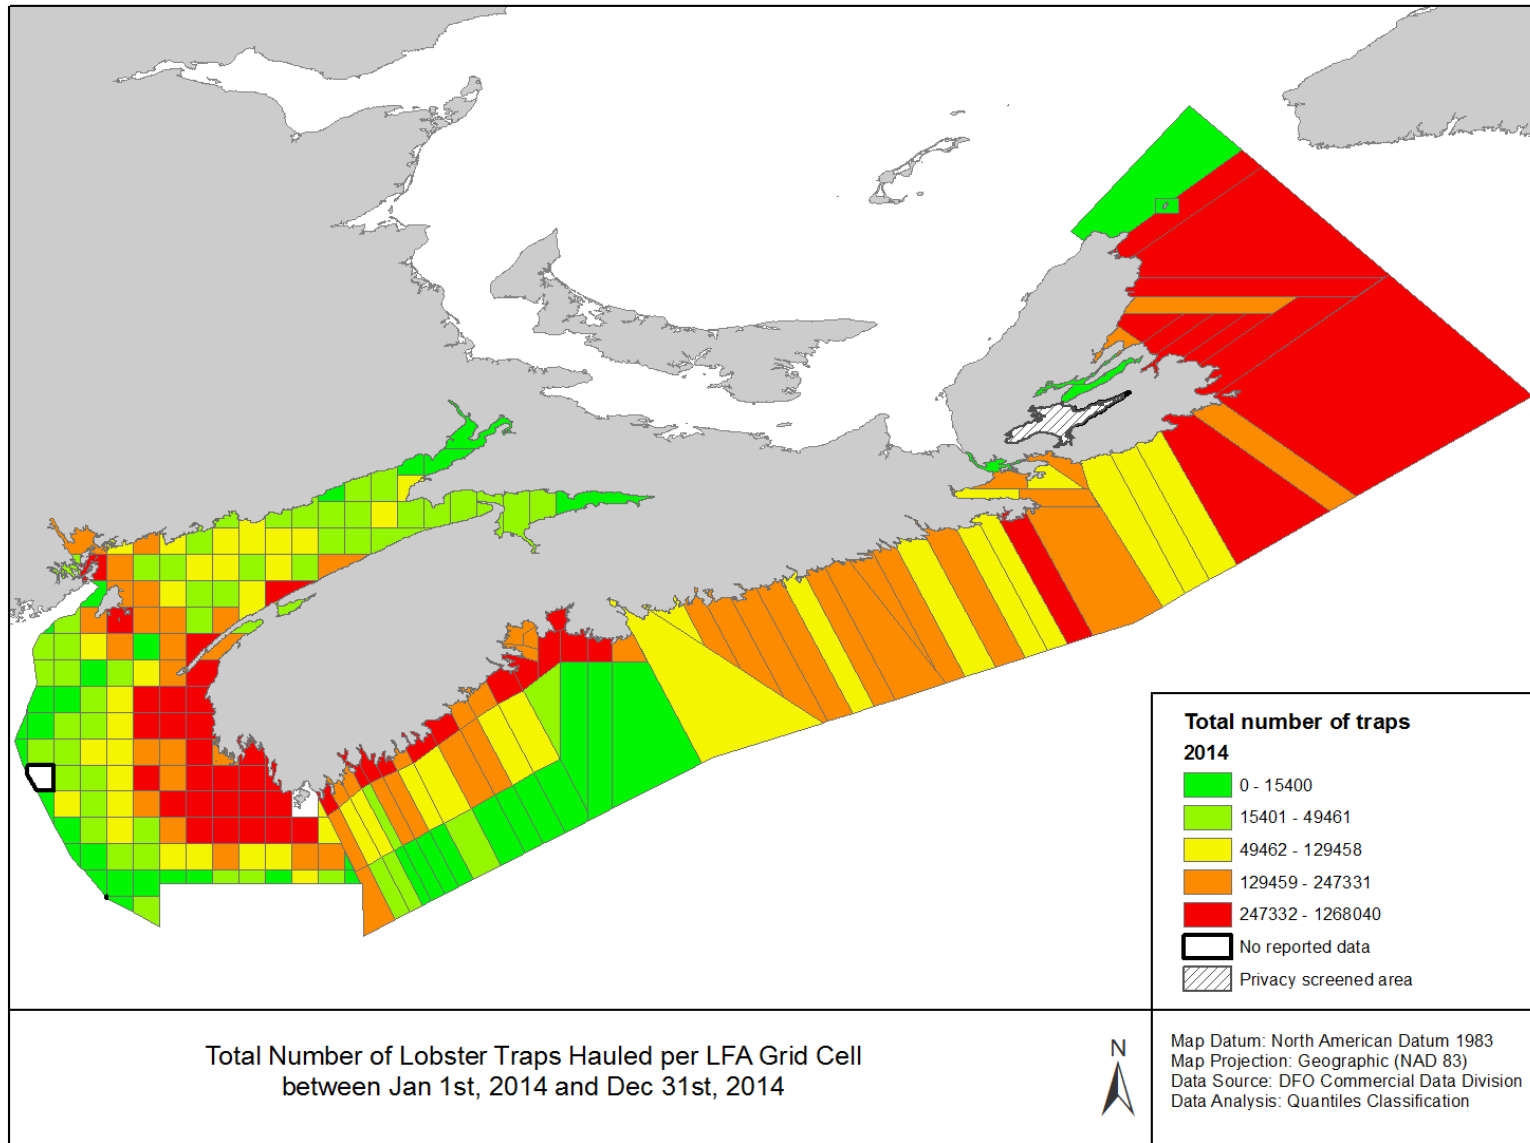 Total number of traps
2014
0 - 15400
15401 - 49461
49462 - 129458
129459 - 247331
247332 - 1268040
No reported data
Privacy screened area
Total Number of Lobster Traps Hauled per LFA Grid Cell
between Jan 1st, 2014 and Dec 31st, 2014
N
Map Datum: North American Datum 1983
Map Projection: Geographic (NAD 83)
Data Source: DFO Commercial Data Division
Data Analysis: Quantiles Classification